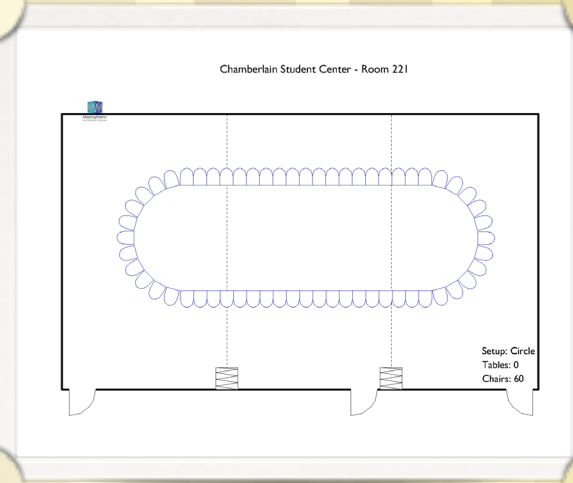 Chamberlain Student Center - Room 221
Setup: Circle
Tables: 0
Chairs: 60